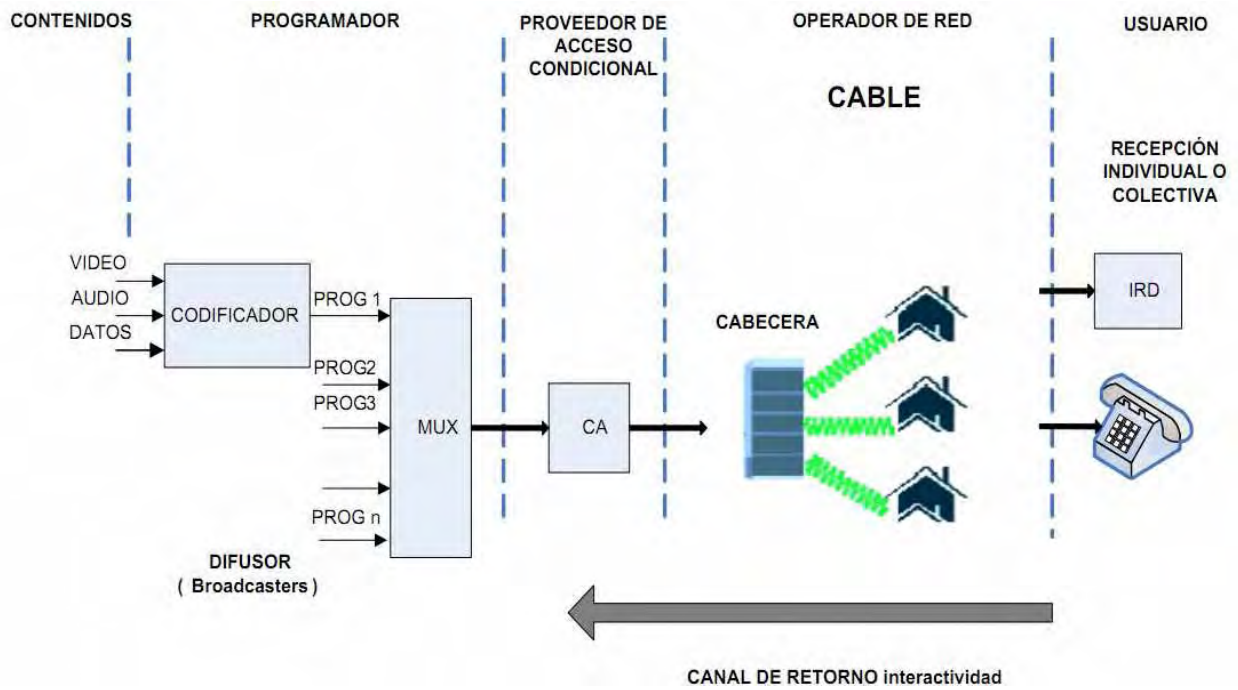 CONTENIDOS
PROGRAMADOR
PROVEEDOR DE
ACCESO
CONDICIONAL
OPERADOR DE RED
USUARIO
CABLE
RECEPCIÓN
INDIVIDUAL O
COLECTIVA
VIDEO
AUDIO
DATOS
CODIFICADOR
PROG 1
PROG2
PROG3
PROG n
MUX
CA
CABECERA
IRD
DIFUSOR
( Broadcasters )
CANAL DE RETORNO interactividad